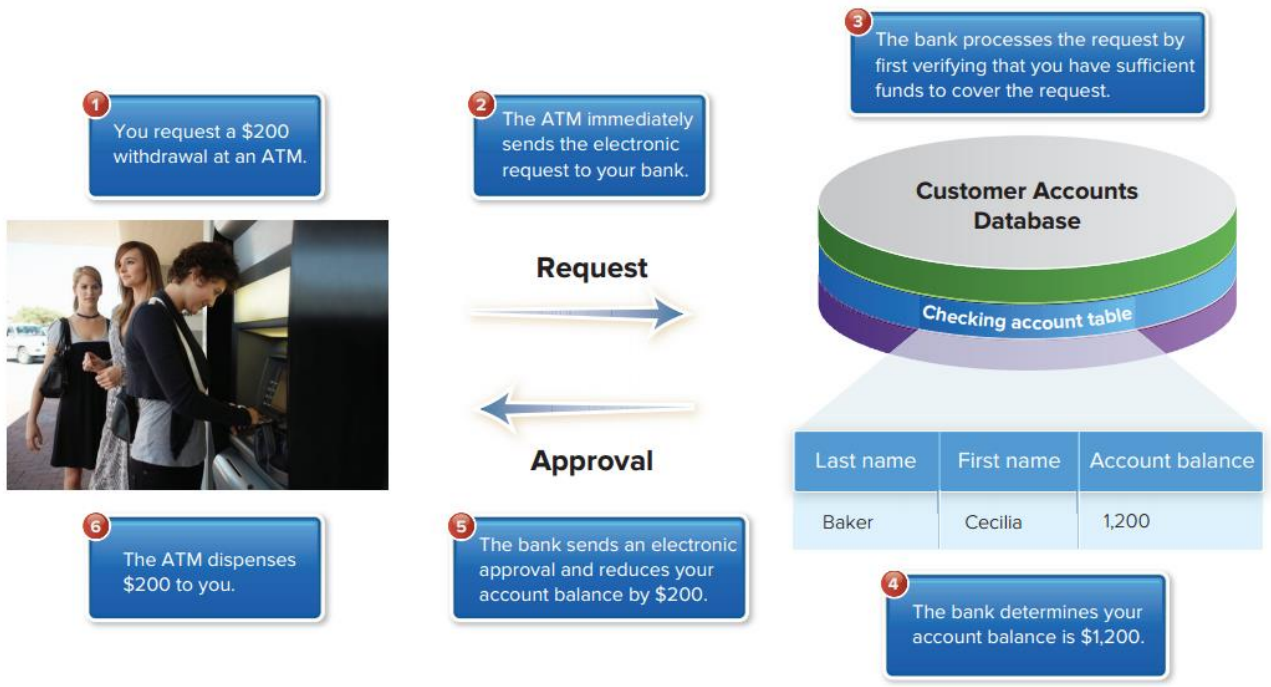 1
You request a $200
withdrawal at an ATM.
2
The ATM immediately
sends the electronic
request to your bank.
3
The bank processes the request by
first verifying that you have sufficient
funds to cover the request.
Customer Accounts
Database
Checking account table
Request
Approval
Last name First name Account balance
Baker Cecilia 1,200
4
The bank determines your
account balance is $1,200.
5
The bank sends an electronic
approval and reduces your
account balance by $200.
6
The ATM dispenses
$200 to you.